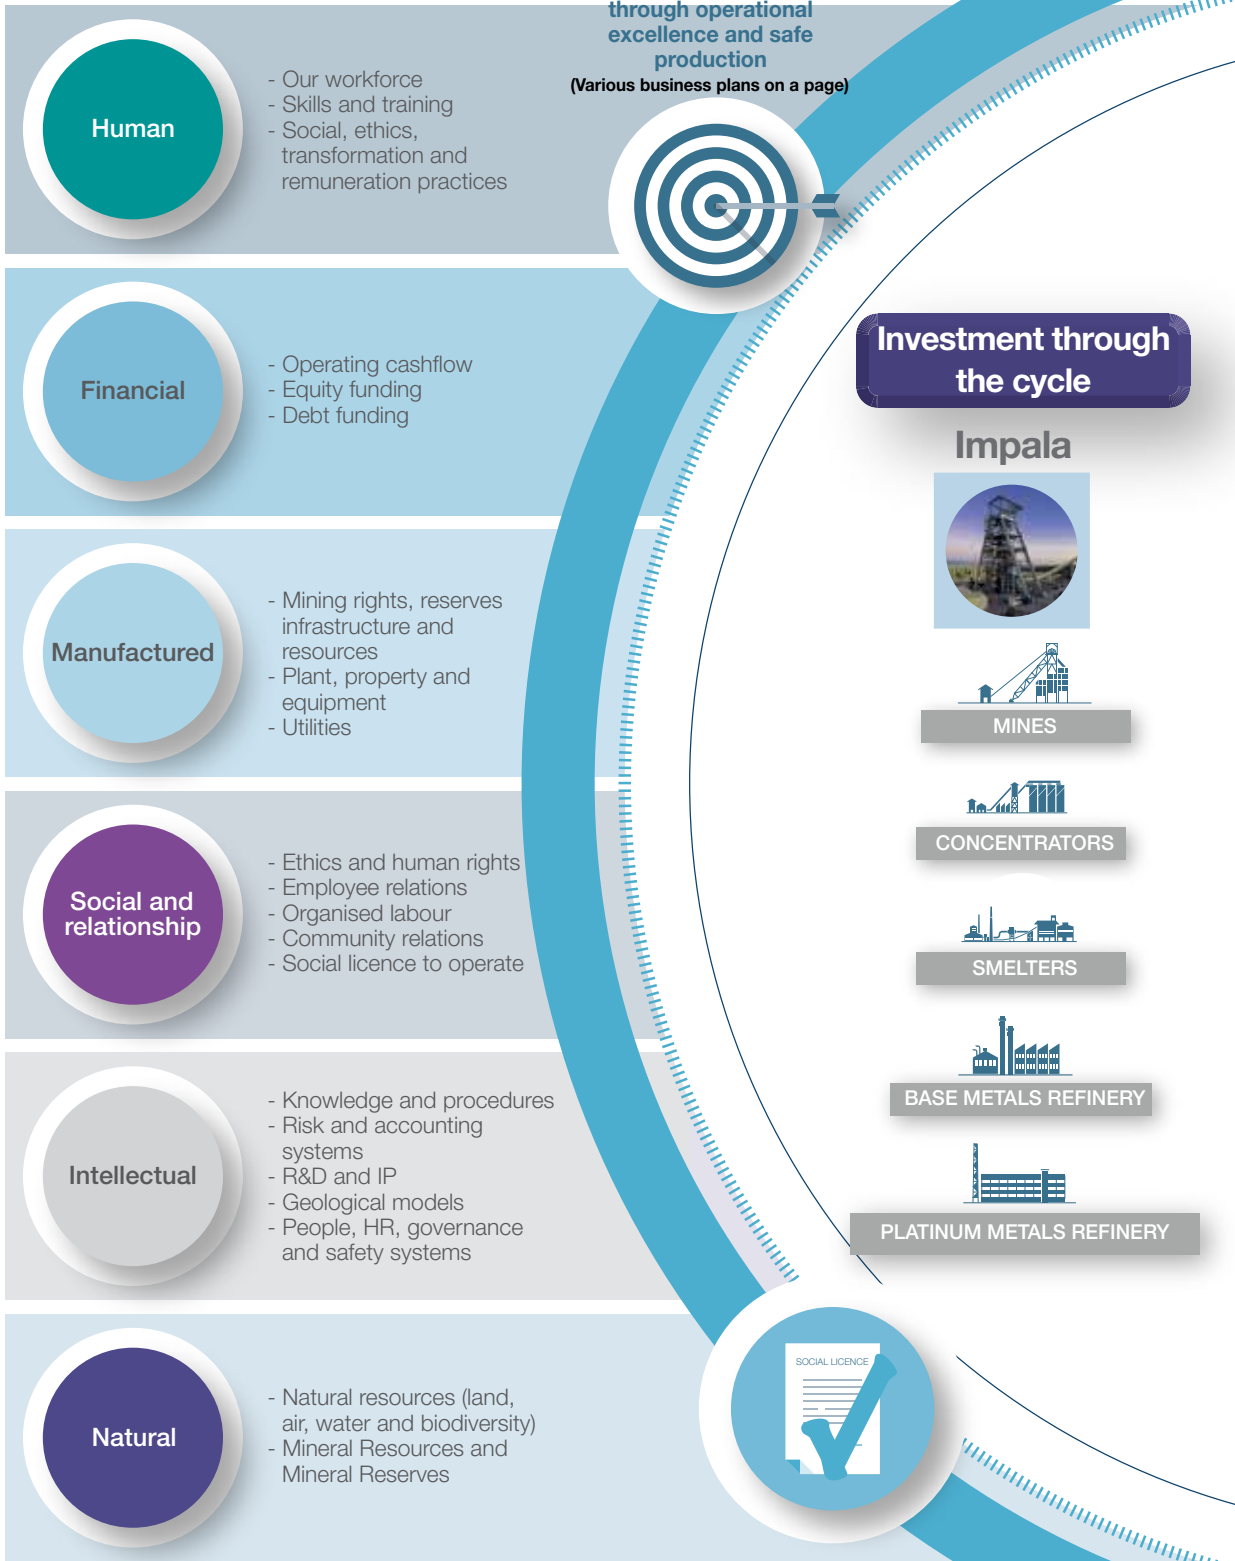 through operational
excellence and safe
production
(Various business plans on a page)
Human
- Our workforce
- Skills and training
- Social, ethics,
transformation and
remuneration practices
Financial
- Operating cashflow
- Equity funding
- Debt funding
Manufactured
- Mining rights, reserves
infrastructure and
resources
- Plant, property and
equipment
- Utilities
Social and
relationship
- Ethics and human rights
- Employee relations
- Organised labour
- Community relations
- Social licence to operate
Intellectual
- Knowledge and procedures
- Risk and accounting
systems
- R&D and IP
- Geological models
- People, HR, governance
and safety systems
Natural
- Natural resources (land,
air, water and biodiversity)
- Mineral Resources and
Mineral Reserves
Investment through
the cycle
Impala
MINES
CONCENTRATORS
SMELTERS
BASE METALS REFINERY
PLATINUM METALS REFINERY
SOCIAL LICENCE